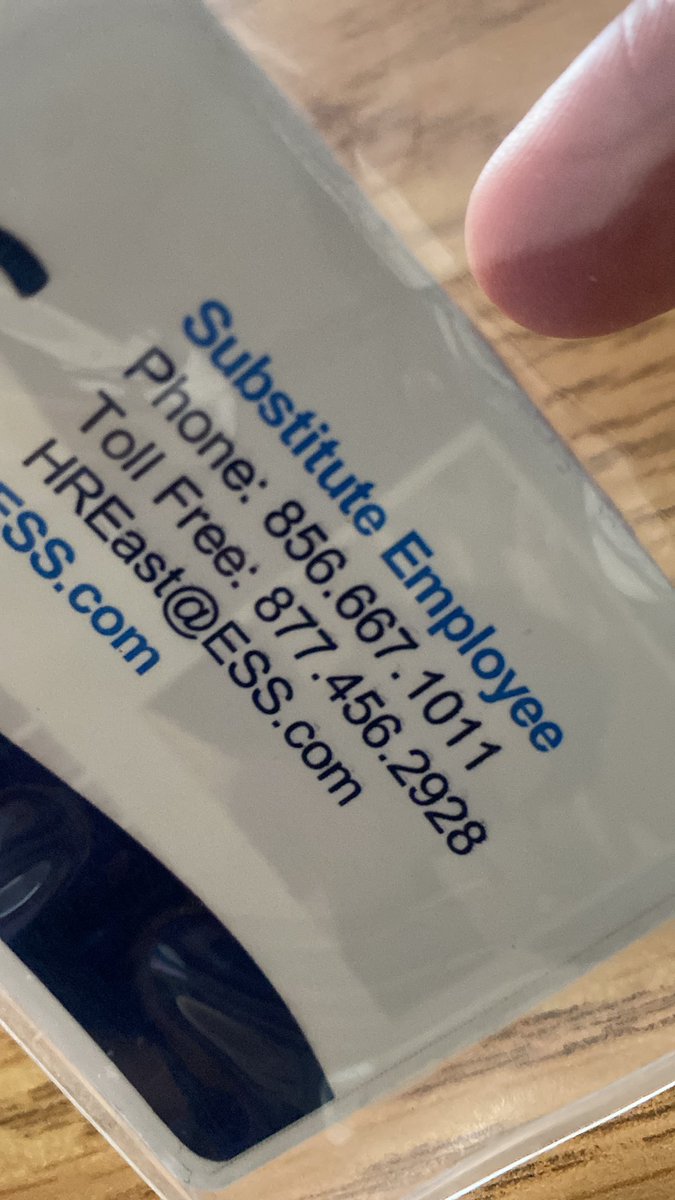 Substitute Employee
Phone: 856.667.1011
Toll Free: 877.456.2928
HREast@ESS.com
ESS.com